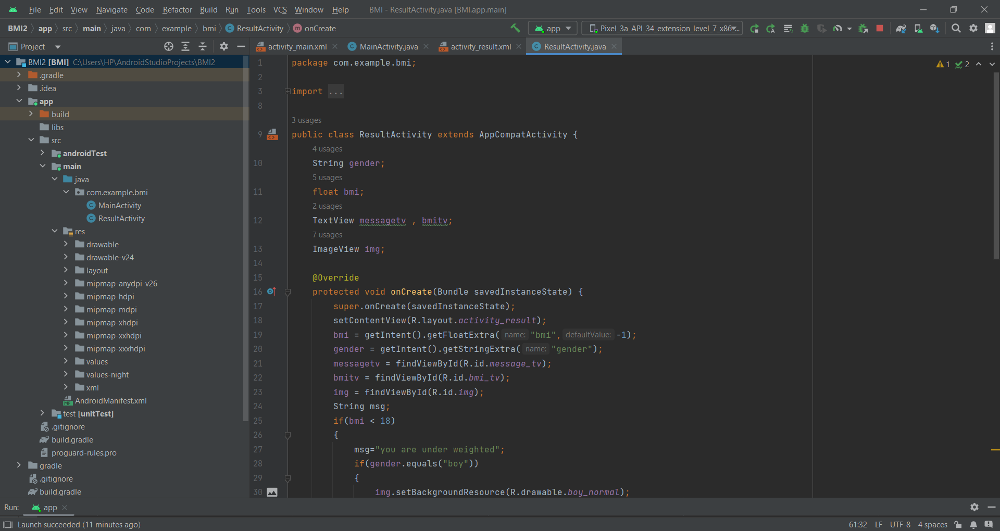 File Edit View Navigate Code Refactor Build Run Tools VCS Window Help BMI - ResultActivity.java [BMI.app.main]
BMI2 app src main java com example bmi ResultActivity onCreate app Pixel_3a_API_34_extension_level_7_x86_...
Project
activity_main.xml MainActivity.java activity_result.xml ResultActivity.java
BMI2 [BMI] C:\Users\HP\AndroidStudioProjects\BMI2
.gradle
.idea
app
build
libs
src
androidTest
main
java
com.example.bmi
MainActivity
ResultActivity
res
drawable
drawable-v24
layout
mipmap-anydpi-v26
mipmap-hdpi
mipmap-mdpi
mipmap-xhdpi
mipmap-xxhdpi
mipmap-xxxhdpi
values
values-night
xml
AndroidManifest.xml
test [unitTest]
.gitignore
build.gradle
proguard-rules.pro
gradle
.gitignore
build.gradle
1 package com.example.bmi;
1 2
2
3 import ...
8
3 usages
9 public class ResultActivity extends AppCompatActivity {
4 usages
10 String gender;
5 usages
11 float bmi;
2 usages
12 TextView messagetv , bmitv;
7 usages
13 ImageView img;
14
15 @Override
16 protected void onCreate(Bundle savedInstanceState) {
17 super.onCreate(savedInstanceState);
18 setContentView(R.layout.activity_result);
19 bmi = getIntent().getFloatExtra( name: "bmi", defaultValue: -1);
20 gender = getIntent().getStringExtra( name: "gender");
21 messagetv = findViewById(R.id.message_tv);
22 bmitv = findViewById(R.id.bmi_tv);
23 img = findViewById(R.id.img);
24 String msg;
25 if(bmi < 18)
26 {
27 msg="you are under weighted";
28 if(gender.equals("boy"))
29 {
30 img.setBackgroundResource(R.drawable.boy_normal);
Run: app
Launch succeeded (11 minutes ago) 61:32 LF UTF-8 4 spaces